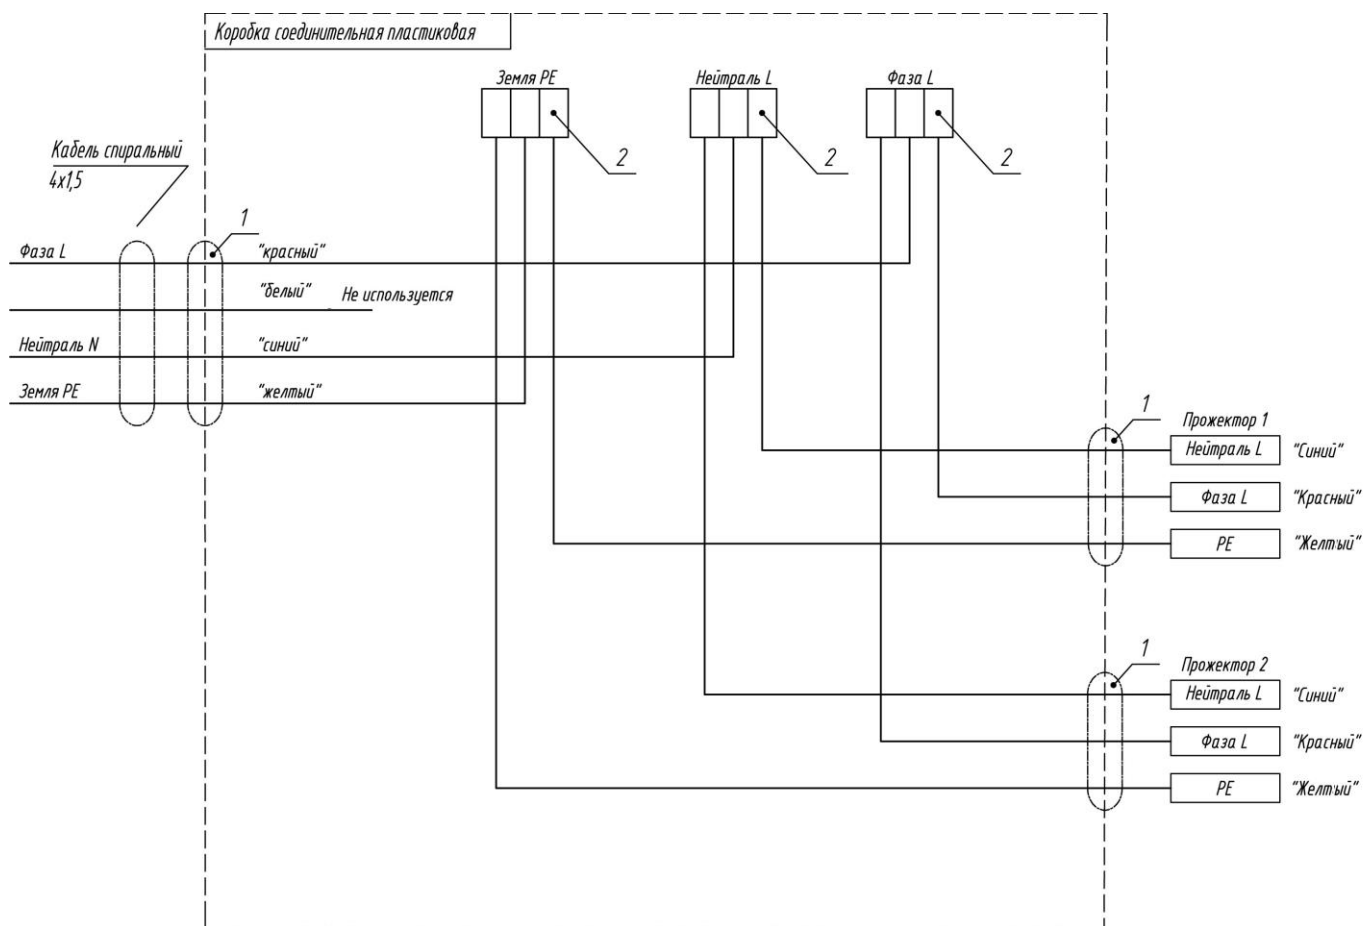 Коробка соединительная пластиковая
Земля PE
Нейтраль L
Фаза L
2
2
2
Кабель спиральный
4х1,5
1
Фаза L
"красный"
"белый"
Не используется
Нейтраль N
"синий"
Земля PE
"желтый"
1
Прожектор 1
Нейтраль L
"Синий"
Фаза L
"Красный"
PE
"Желтый"
1
Прожектор 2
Нейтраль L
"Синий"
Фаза L
"Красный"
PE
"Желтый"